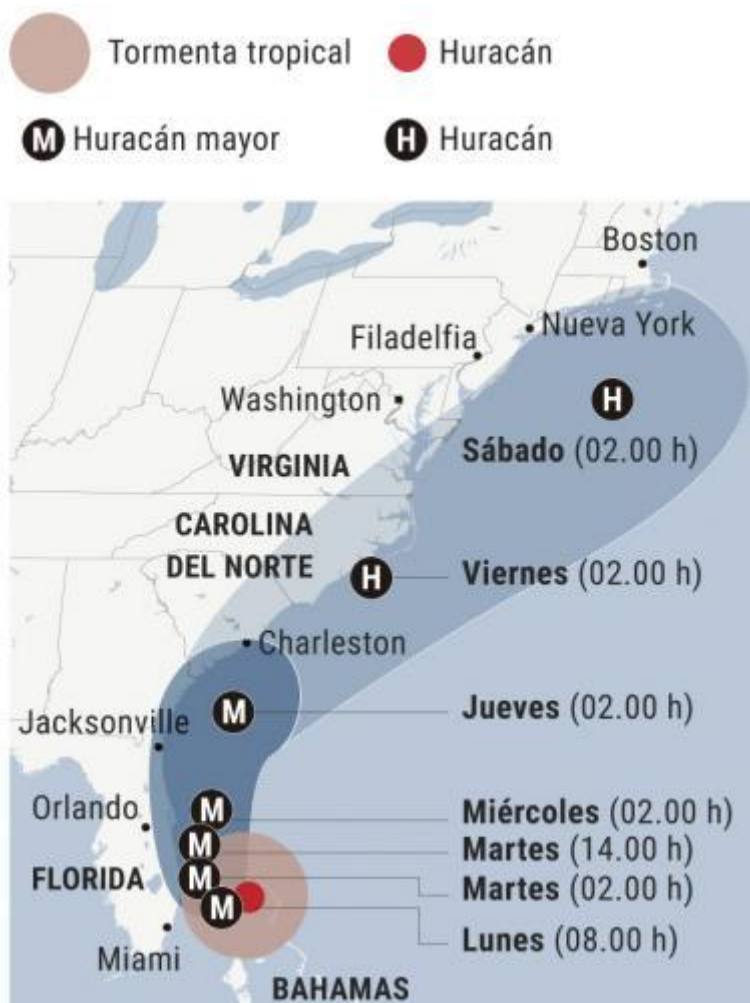 Tormenta tropical
Huracán
M Huracán mayor
H Huracán
Boston
Nueva York
Filadelfia
Washington
H
Sábado (02.00 h)
VIRGINIA
CAROLINA
DEL NORTE
H
Viernes (02.00 h)
Charleston
M
Jueves (02.00 h)
Jacksonville
Orlando
M
Miércoles (02.00 h)
M
Martes (14.00 h)
FLORIDA
M
Martes (02.00 h)
M
Lunes (08.00 h)
Miami
BAHAMAS